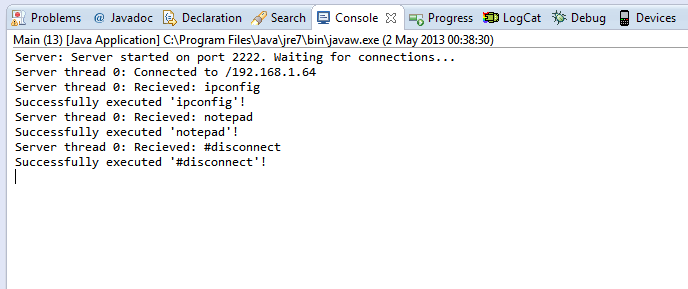 Problems @ Javadoc Declaration Search Console Progress LogCat Debug Devices
Main (13) [Java Application] C:\Program Files\Java\jre7\bin\javaw.exe (2 May 2013 00:38:30)
Server: Server started on port 2222. Waiting for connections...
Server thread 0: Connected to /192.168.1.64
Server thread 0: Recieved: ipconfig
Successfully executed 'ipconfig'!
Server thread 0: Recieved: notepad
Successfully executed 'notepad'!
Server thread 0: Recieved: #disconnect
Successfully executed '#disconnect'!